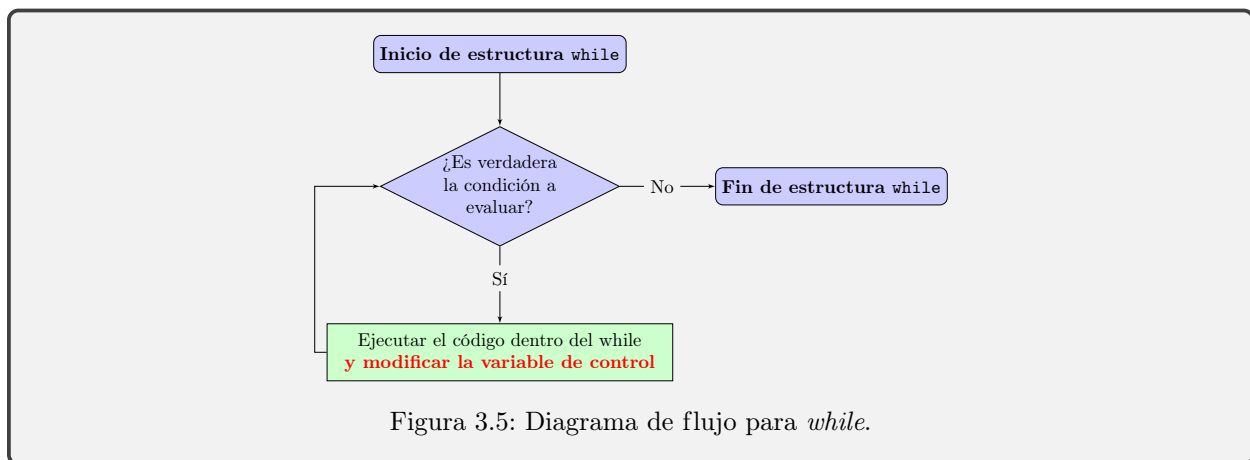 Inicio de estructura while
¿Es verdadera
la condición a
evaluar?
No
Fin de estructura while
Sí
Ejecutar el código dentro del while
y modificar la variable de control
Figura 3.5: Diagrama de flujo para while.